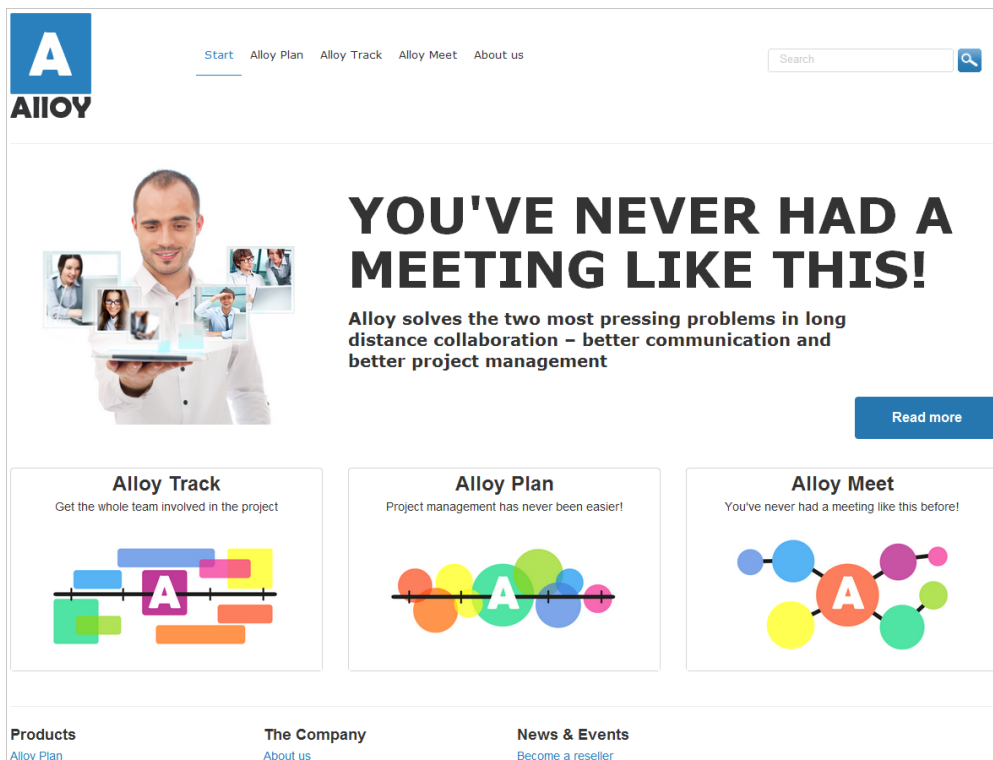 A
Alloy
Start Alloy Plan Alloy Track Alloy Meet About us
Search
YOU'VE NEVER HAD A
MEETING LIKE THIS!
Alloy solves the two most pressing problems in long
distance collaboration – better communication and
better project management
Read more
Alloy Track
Get the whole team involved in the project
A
Alloy Plan
Project management has never been easier!
A
Alloy Meet
You've never had a meeting like this before!
A
Products
Alloy Plan
The Company
About us
News & Events
Become a reseller